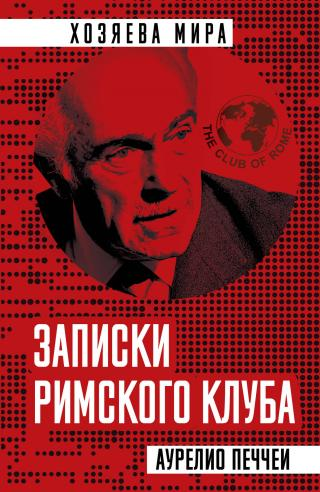 ХОЗЯЕВА МИРА
THE CLUB OF ROME
ЗАПИСКИ
РИМСКОГО КЛУБА
АУРЕЛИО ПЕЧЧЕИ